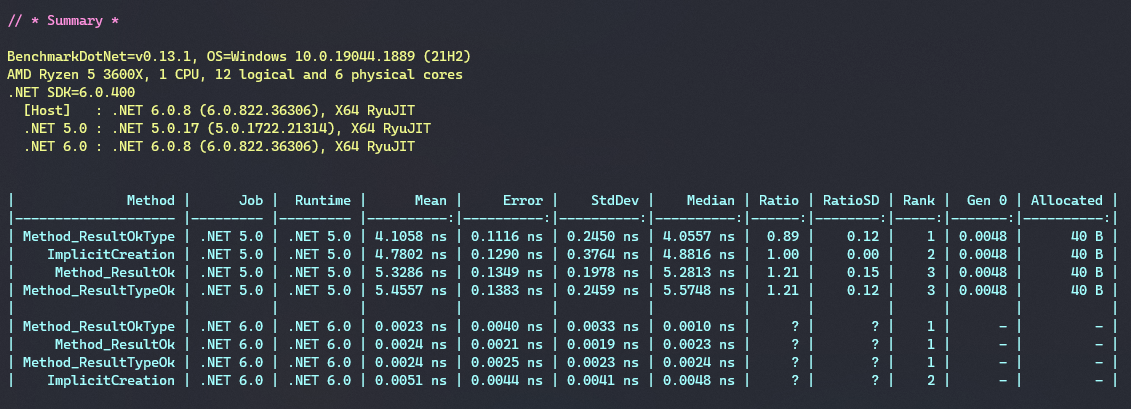 // * Summary *
BenchmarkDotNet=v0.13.1, OS=Windows 10.0.19044.1889 (21H2)
AMD Ryzen 5 3600X, 1 CPU, 12 logical and 6 physical cores
.NET SDK=6.0.400
  [Host]   : .NET 6.0.8 (6.0.822.36306), X64 RyuJIT
  .NET 5.0 : .NET 5.0.17 (5.0.1722.21314), X64 RyuJIT
  .NET 6.0 : .NET 6.0.8 (6.0.822.36306), X64 RyuJIT
|              Method |      Job |  Runtime |      Mean |     Error |    StdDev |    Median | Ratio | RatioSD | Rank |  Gen 0 | Allocated |
|-------------------- |--------- |--------- |----------:|----------:|----------:|----------:|------:|--------:|-----:|-------:|----------:|
| Method_ResultOkType | .NET 5.0 | .NET 5.0 | 4.1058 ns | 0.1116 ns | 0.2450 ns | 4.0557 ns |  0.89 |    0.12 |    1 | 0.0048 |      40 B |
|    ImplicitCreation | .NET 5.0 | .NET 5.0 | 4.7802 ns | 0.1290 ns | 0.3764 ns | 4.8816 ns |  1.00 |    0.00 |    2 | 0.0048 |      40 B |
|     Method_ResultOk | .NET 5.0 | .NET 5.0 | 5.3286 ns | 0.1349 ns | 0.1978 ns | 5.2813 ns |  1.21 |    0.15 |    3 | 0.0048 |      40 B |
| Method_ResultTypeOk | .NET 5.0 | .NET 5.0 | 5.4557 ns | 0.1383 ns | 0.2459 ns | 5.5748 ns |  1.21 |    0.12 |    3 | 0.0048 |      40 B |
|                     |          |          |           |           |           |           |       |         |      |        |           |
| Method_ResultOkType | .NET 6.0 | .NET 6.0 | 0.0023 ns | 0.0040 ns | 0.0033 ns | 0.0010 ns |     ? |       ? |    1 |      - |         - |
|     Method_ResultOk | .NET 6.0 | .NET 6.0 | 0.0024 ns | 0.0021 ns | 0.0019 ns | 0.0023 ns |     ? |       ? |    1 |      - |         - |
| Method_ResultTypeOk | .NET 6.0 | .NET 6.0 | 0.0024 ns | 0.0025 ns | 0.0023 ns | 0.0024 ns |     ? |       ? |    1 |      - |         - |
|    ImplicitCreation | .NET 6.0 | .NET 6.0 | 0.0051 ns | 0.0044 ns | 0.0041 ns | 0.0048 ns |     ? |       ? |    2 |      - |         - |